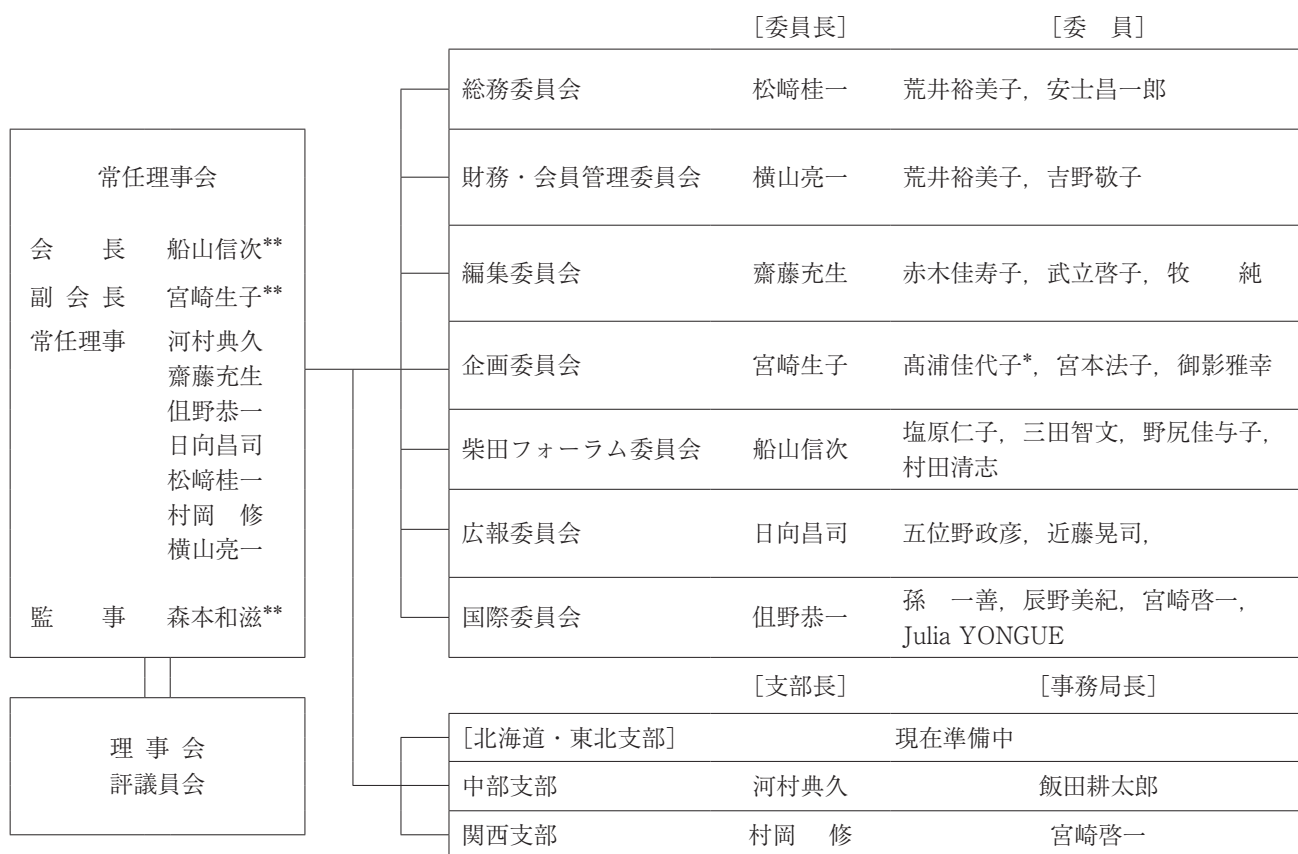 [委員長] [委　員]
総務委員会 松﨑桂一 荒井裕美子，安士昌一郎
財務・会員管理委員会 横山亮一 荒井裕美子，吉野敬子
編集委員会 齋藤充生 赤木佳寿子，武立啓子，牧　　純
企画委員会 宮崎生子 髙浦佳代子*，宮本法子，御影雅幸
柴田フォーラム委員会 船山信次 塩原仁子，三田智文，野尻佳与子，
村田清志
広報委員会 日向昌司 五位野政彦，近藤晃司，
国際委員会 伹野恭一 孫　一善，辰野美紀，宮崎啓一，
Julia YONGUE
常任理事会
会　　長 船山信次**
副 会 長 宮崎生子**
常任理事 河村典久
齋藤充生
伹野恭一
日向昌司
松﨑桂一
村岡　修
横山亮一
監　　事 森本和滋**
理 事 会
評議員会
[支部長] [事務局長]
[北海道・東北支部] 現在準備中
中部支部 河村典久 飯田耕太郎
関西支部 村岡　修 宮崎啓一